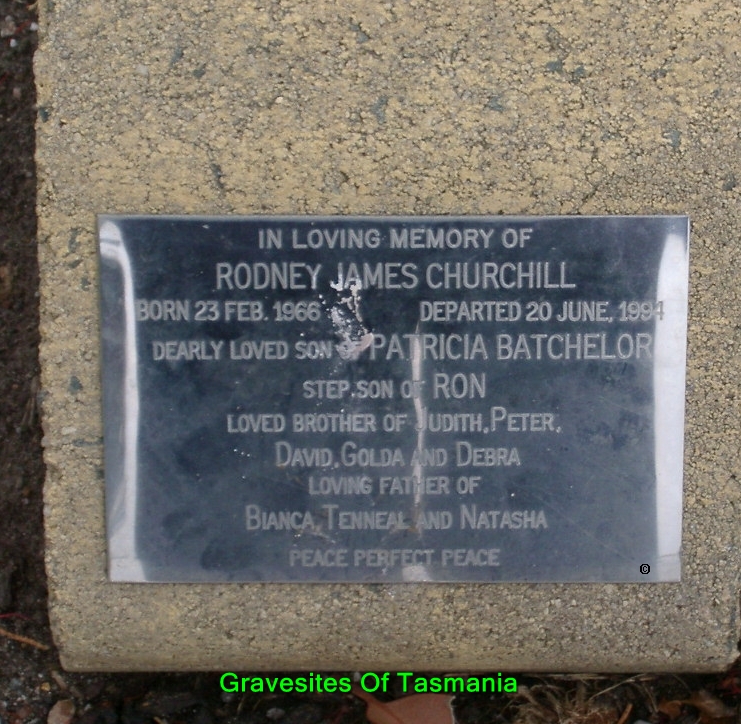 IN LOVING MEMORY OF
RODNEY JAMES CHURCHILL
BORN 23 FEB. 1966 DEPARTED 20 JUNE, 1994
DEARLY LOVED SON OF PATRICIA BATCHELOR
STEP.SON OF RON
LOVED BROTHER OF JUDITH, PETER,
DAVID, GOLDA AND DEBRA
LOVING FATHER OF
BIANCA, TENNEAL AND NATASHA
PEACE PERFECT PEACE
©
Gravesites Of Tasmania